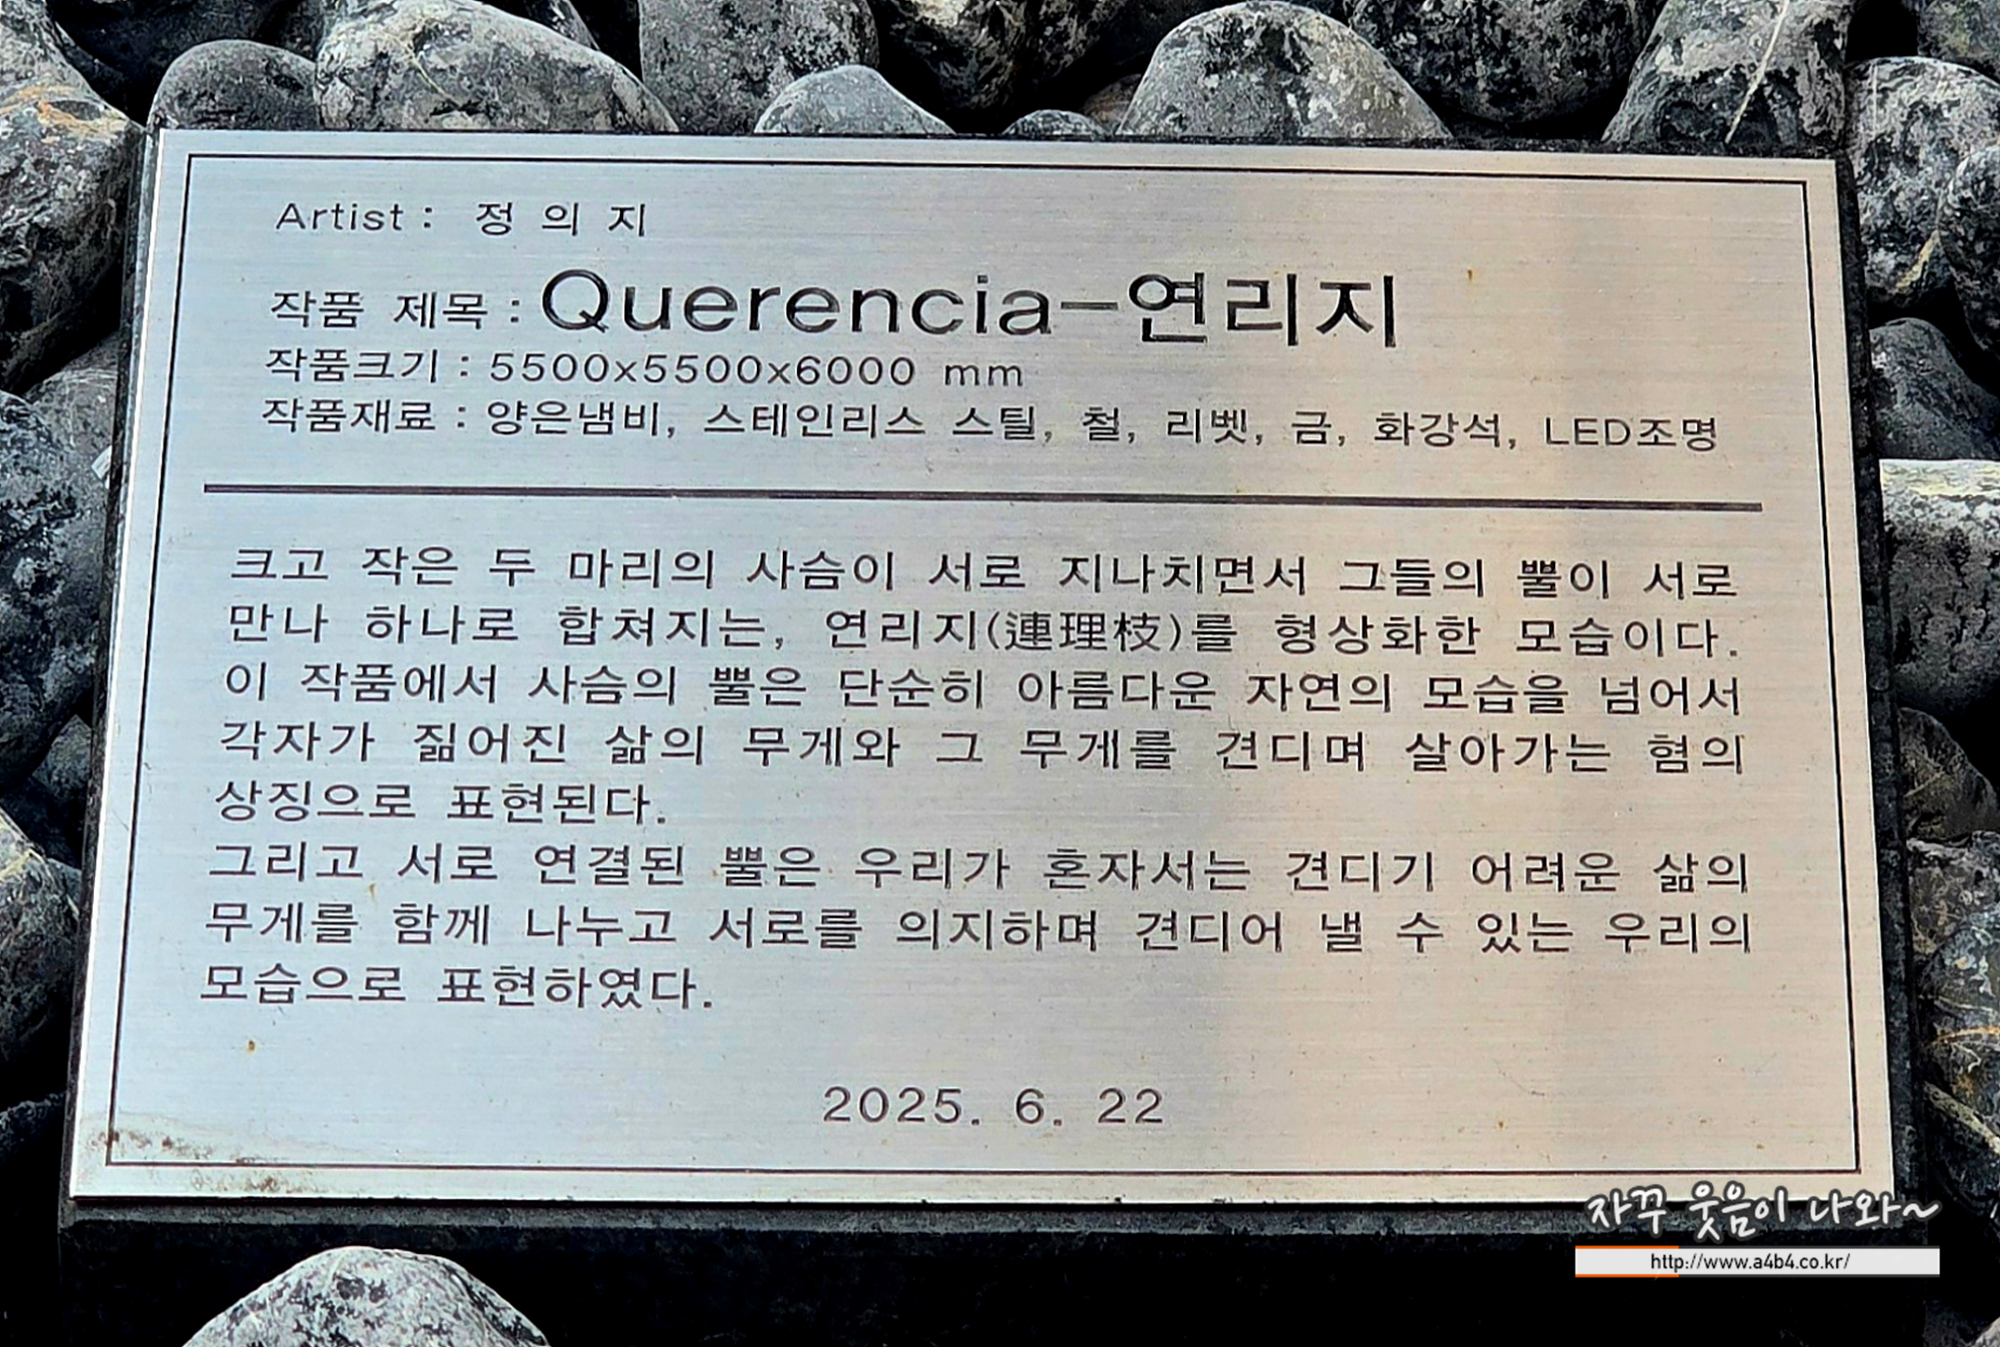 Artist : 정 의 지
작품 제목 : Querencia-연리지
작품크기 : 5500x5500x6000 mm
작품재료 : 양은냄비, 스테인리스 스틸, 철, 리벳, 금, 화강석, LED조명
크고 작은 두 마리의 사슴이 서로 지나치면서 그들의 뿔이 서로
만나 하나로 합쳐지는, 연리지(連理枝)를 형상화한 모습이다.
이 작품에서 사슴의 뿔은 단순히 아름다운 자연의 모습을 넘어서
각자가 짊어진 삶의 무게와 그 무게를 견디며 살아가는 혐의
상징으로 표현된다.
그리고 서로 연결된 뿔은 우리가 혼자서는 견디기 어려운 삶의
무게를 함께 나누고 서로를 의지하며 견디어 낼 수 있는 우리의
모습으로 표현하였다.
2025. 6. 22
자꾸 웃음이 나와~
http://www.a4b4.co.kr/